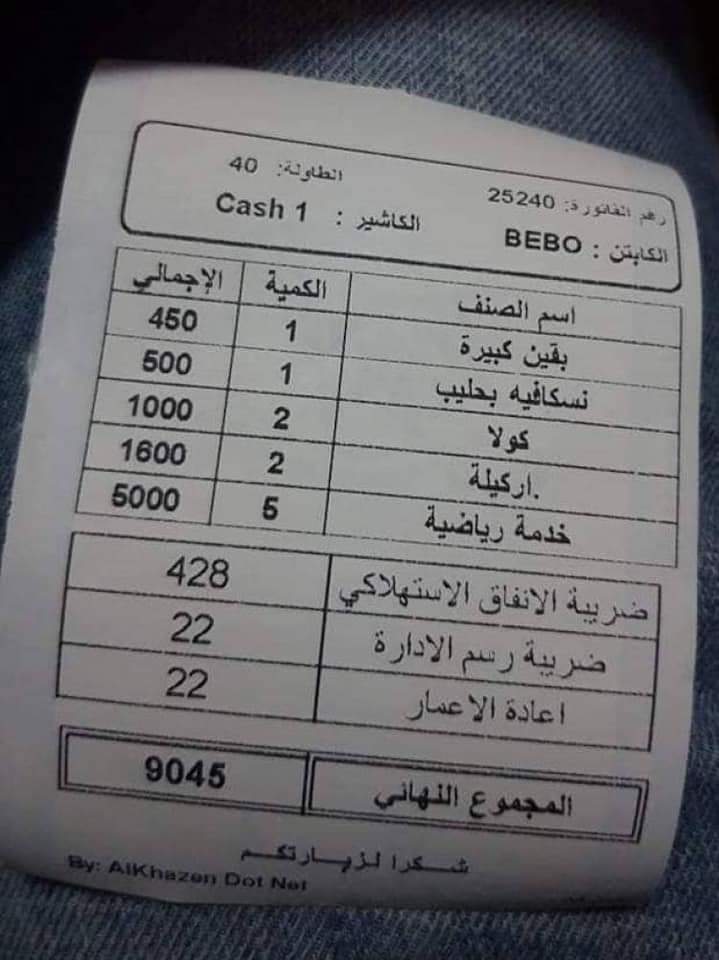 رقم الفاتورة: 25240 الطاولة: 40
الكابتن : BEBO الكاشير : Cash 1
اسم الصنف الكمية الإجمالي
بقين كبيرة 1 450
نسكافيه بحليب 1 500
كولا 2 1000
اركيلة. 2 1600
خدمة رياضية 5 5000
ضريبة الانفاق الاستهلاكي 428
ضريبة رسم الادارة 22
اعادة الاعمار 22
المجموع النهائي 9045
شكرا لزيارتكم
By: AlKhazen Dot Net